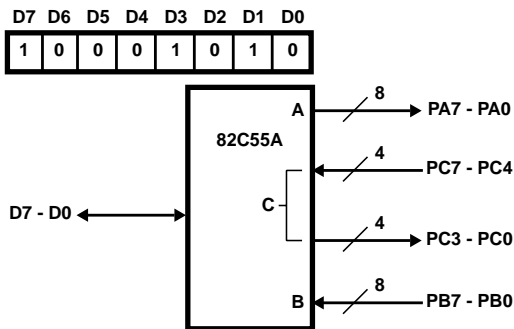 D7 D6 D5 D4 D3 D2 D1 D0
1 0 0 0 1 0 1 0
A 8 PA7 - PA0
82C55A
4 PC7 - PC4
C
D7 - D0
4 PC3 - PC0
B 8 PB7 - PB0